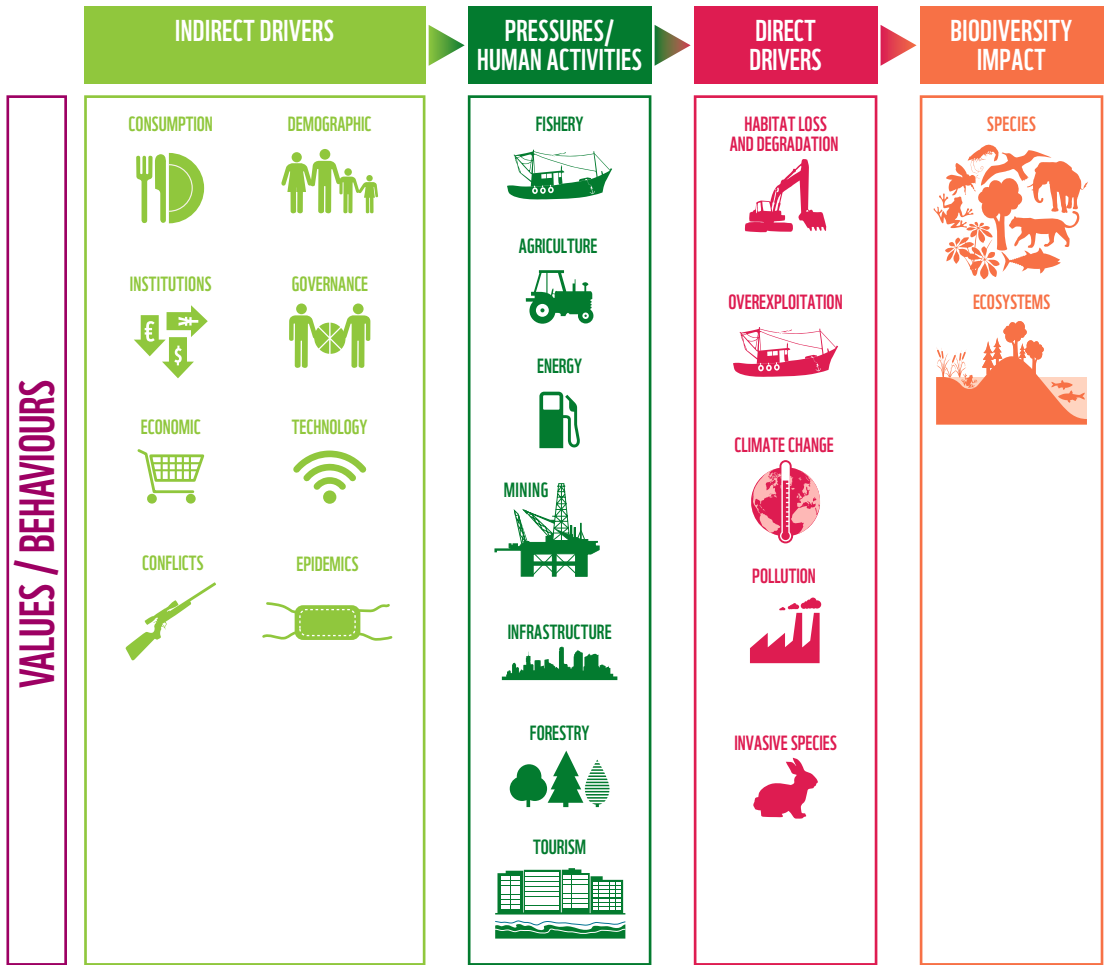 INDIRECT DRIVERS
PRESSURES/
HUMAN ACTIVITIES
DIRECT
DRIVERS
BIODIVERSITY
IMPACT
VALUES / BEHAVIOURS
CONSUMPTION
DEMOGRAPHIC
INSTITUTIONS
GOVERNANCE
€
¥
$
ECONOMIC
TECHNOLOGY
CONFLICTS
EPIDEMICS
FISHERY
AGRICULTURE
ENERGY
MINING
INFRASTRUCTURE
FORESTRY
TOURISM
HABITAT LOSS
AND DEGRADATION
OVEREXPLOITATION
CLIMATE CHANGE
POLLUTION
INVASIVE SPECIES
SPECIES
ECOSYSTEMS